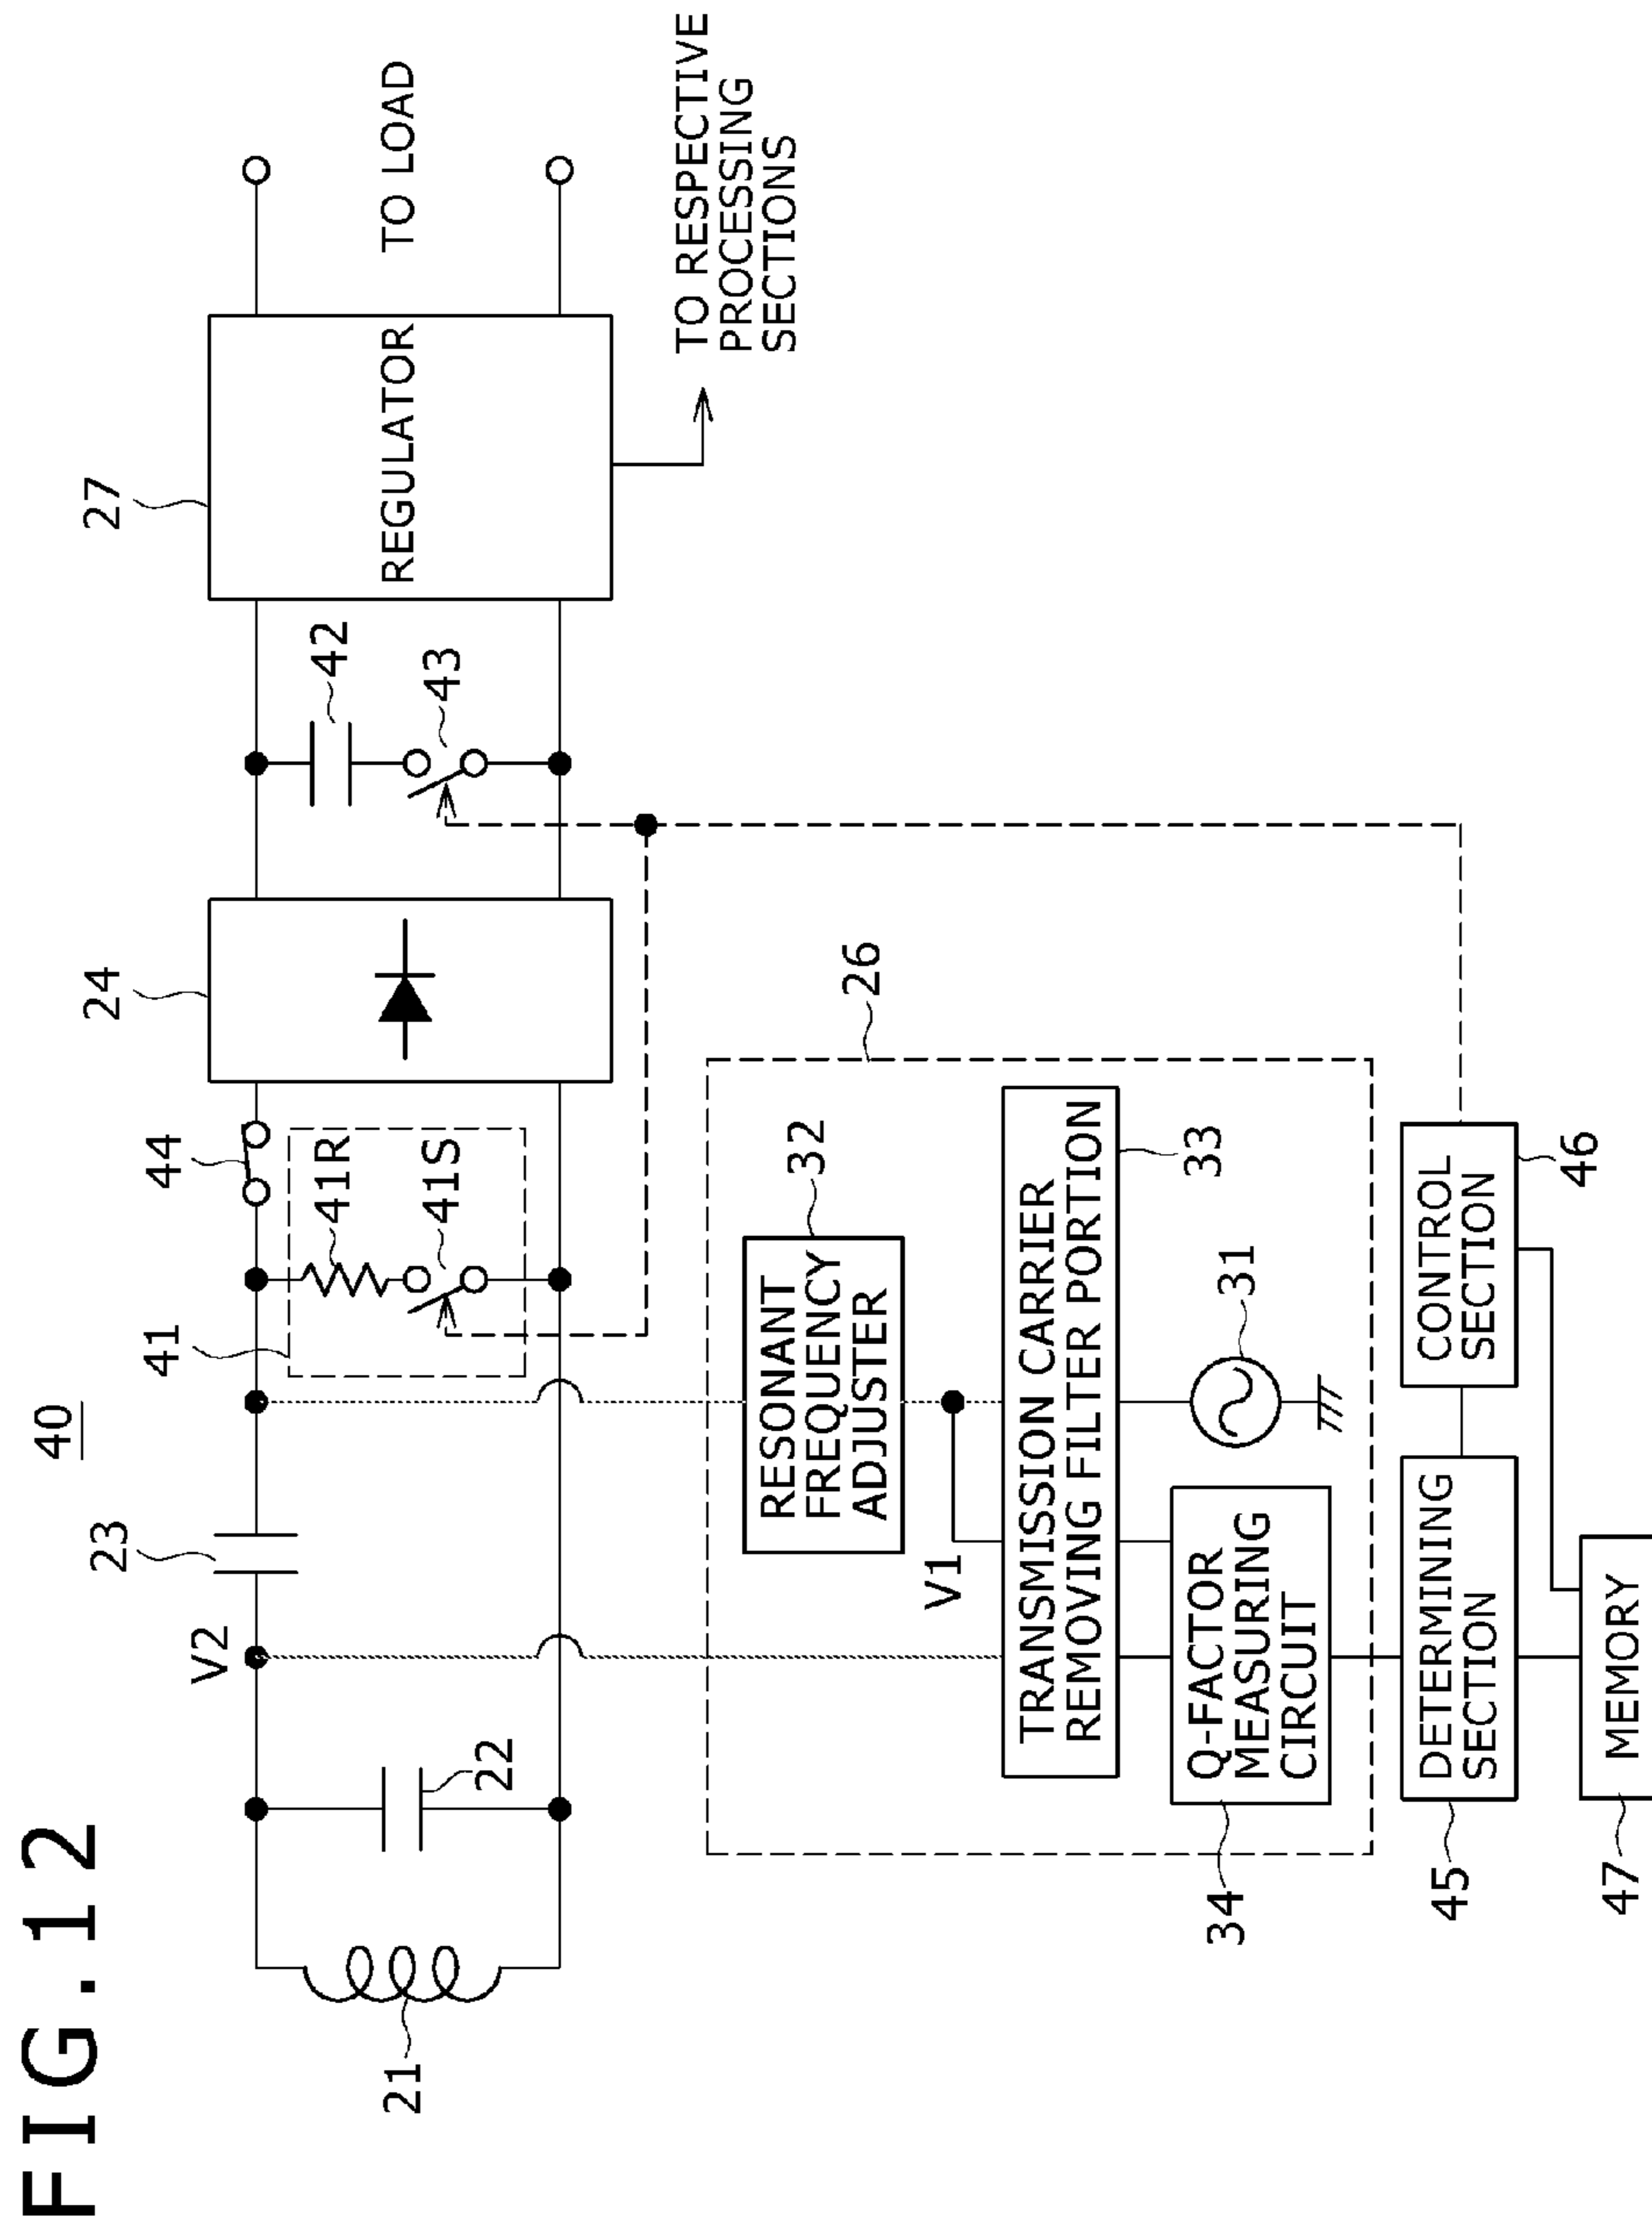 FIG.12
40
21
22
V2
23
41
41R
41S
44
24
42
43
27
REGULATOR
TO LOAD
TO RESPECTIVE
PROCESSING
SECTIONS
26
RESONANT
FREQUENCY
ADJUSTER
32
V1
TRANSMISSION CARRIER
REMOVING FILTER PORTION
33
31
Q-FACTOR
MEASURING
CIRCUIT
34
DETERMINING
SECTION
45
CONTROL
SECTION
46
MEMORY
47